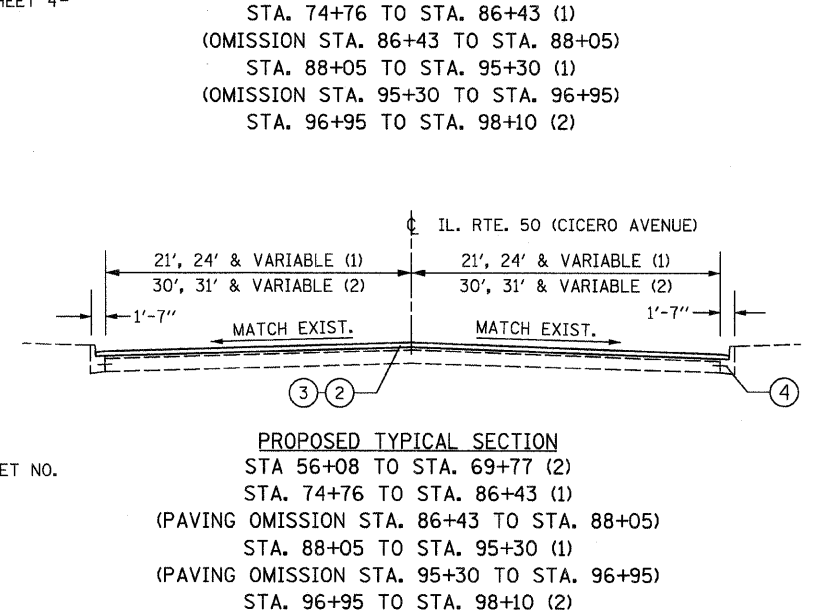 HEET 4-
STA. 74+76 TO STA. 86+43 (1)
(OMISSION STA. 86+43 TO STA. 88+05)
STA. 88+05 TO STA. 95+30 (1)
(OMISSION STA. 95+30 TO STA. 96+95)
STA. 96+95 TO STA. 98+10 (2)
℄ IL. RTE. 50 (CICERO AVENUE)
21', 24' & VARIABLE (1) 21', 24' & VARIABLE (1)
30', 31' & VARIABLE (2) 30', 31' & VARIABLE (2)
1'-7" 1'-7"
MATCH EXIST. MATCH EXIST.
3 2 4
PROPOSED TYPICAL SECTION
STA 56+08 TO STA. 69+77 (2)
ET NO.
STA. 74+76 TO STA. 86+43 (1)
(PAVING OMISSION STA. 86+43 TO STA. 88+05)
STA. 88+05 TO STA. 95+30 (1)
(PAVING OMISSION STA. 95+30 TO STA. 96+95)
STA. 96+95 TO STA. 98+10 (2)